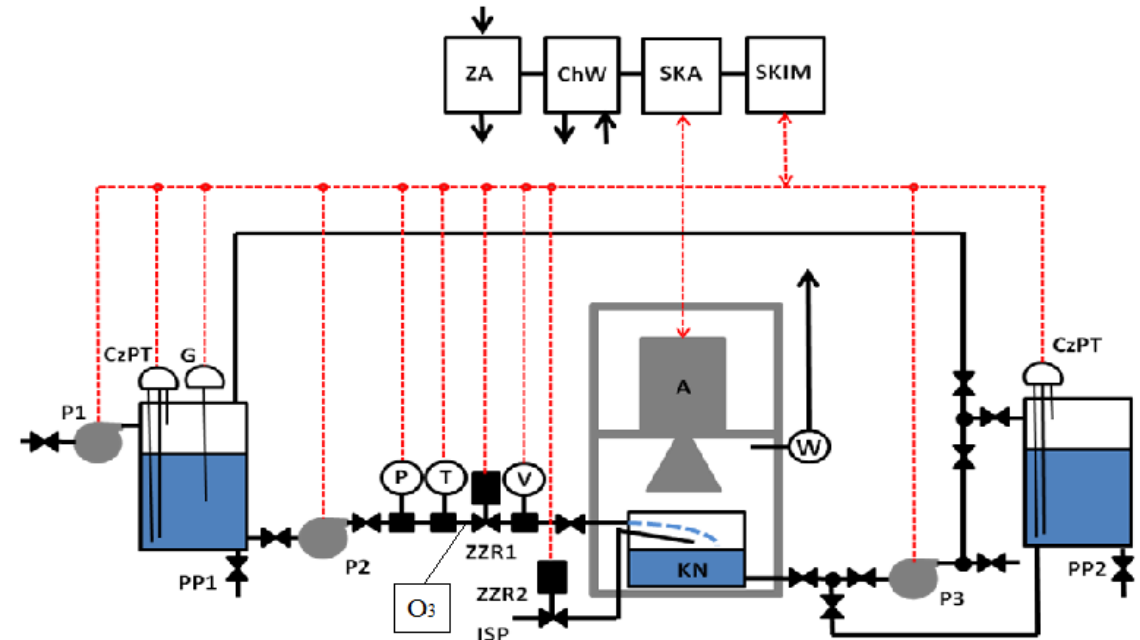 ZA ChW SKA SKIM
CzPT G CzPT
P1 A
W
P T V
ZZR1
P2 KN
PP1 ZZR2 P3 PP2
O3
ISP